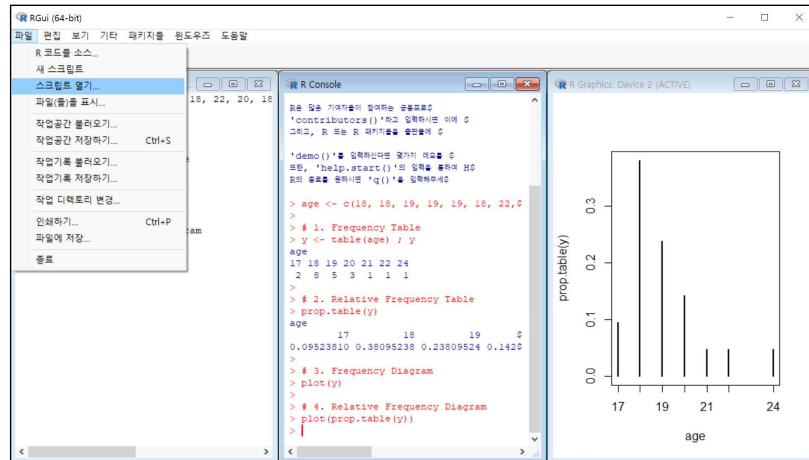 RGui (64-bit)
파일 편집 보기 기타 패키지들 윈도우즈 도움말
R 코드를 소스...
새 스크립트
스크립트 열기...
파일(들)을 표시...
작업공간 불러오기...
작업공간 저장하기... Ctrl+S
작업기록 불러오기...
작업기록 저장하기...
작업 디렉토리 변경...
인쇄하기... Ctrl+P
파일에 저장...
종료
18, 22, 20, 18
am
R Console
R은 많은 기여자들이 참여하는 공동프로$
'contributors()'라고 입력하시면 이에 $
그리고, R 또는 R 패키지들을 출판물에 $
'demo()'를 입력하신다면 몇가지 데모를 $
또한, 'help.start()'의 입력을 통하여 H$
R의 종료를 원하시면 'q()'을 입력해주세$
> age <- c(18, 18, 19, 19, 19, 18, 22,$
>
> # 1. Frequency Table
> y <- table(age) ; y
age
17 18 19 20 21 22 24
2 8 5 3 1 1 1
>
> # 2. Relative Frequency Table
> prop.table(y)
age
17 18 19 $
0.09523810 0.38095238 0.23809524 0.142$
>
> # 3. Frequency Diagram
> plot(y)
>
> # 4. Relative Frequency Diagram
> plot(prop.table(y))
>
R Graphics: Device 2 (ACTIVE)
prop.table(y)
0.3
0.2
0.1
0.0
17 19 21 24
age